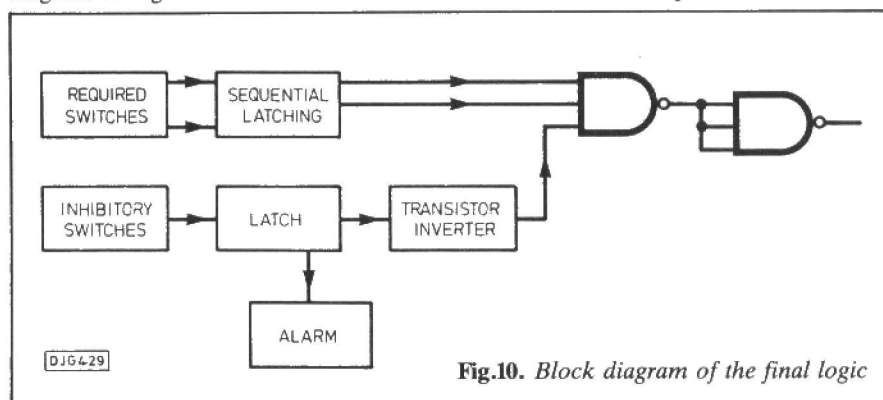 REQUIRED
SWITCHES
SEQUENTIAL
LATCHING
INHIBITORY
SWITCHES
LATCH
TRANSISTOR
INVERTER
ALARM
DJG429
Fig.10. Block diagram of the final logic